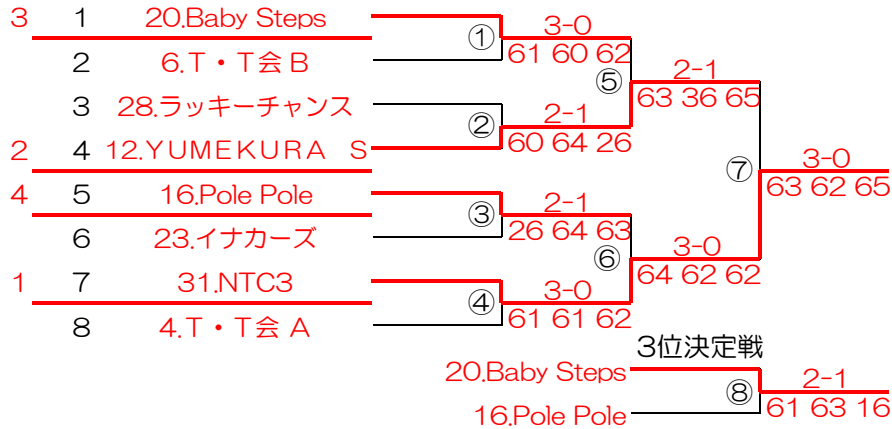 3 1 20.Baby Steps
① 3-0
61 60 62
2 6.T・T会 B
⑤ 2-1
63 36 65
3 28.ラッキーチャンス
② 2-1
60 64 26
2 4 12.YUMEKURA S
⑦ 3-0
63 62 65
4 5 16.Pole Pole
③ 2-1
26 64 63
6 23.イナカーズ
⑥ 3-0
64 62 62
1 7 31.NTC3
④ 3-0
61 61 62
8 4.T・T会 A
3位決定戦
20.Baby Steps
⑧ 2-1
61 63 16
16.Pole Pole